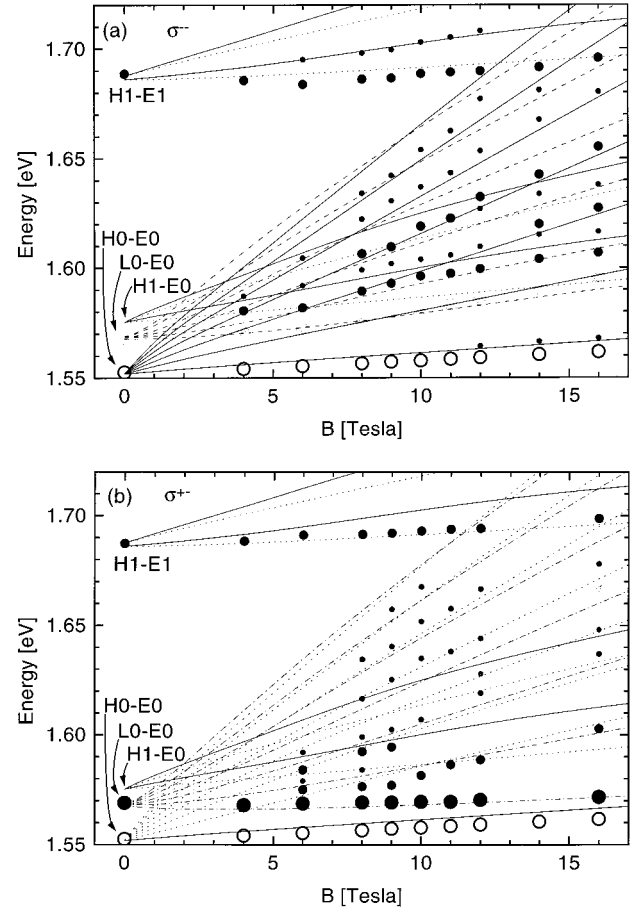 (a) σ--
1.70
H1-E1
1.65
Energy [eV]
H0-E0
L0-E0
1.60
H1-E0
1.55
0 5 10 15
B [Tesla]
(b) σ+-
1.70
H1-E1
1.65
Energy [eV]
H0-E0
L0-E0
1.60
H1-E0
1.55
0 5 10 15
B [Tesla]